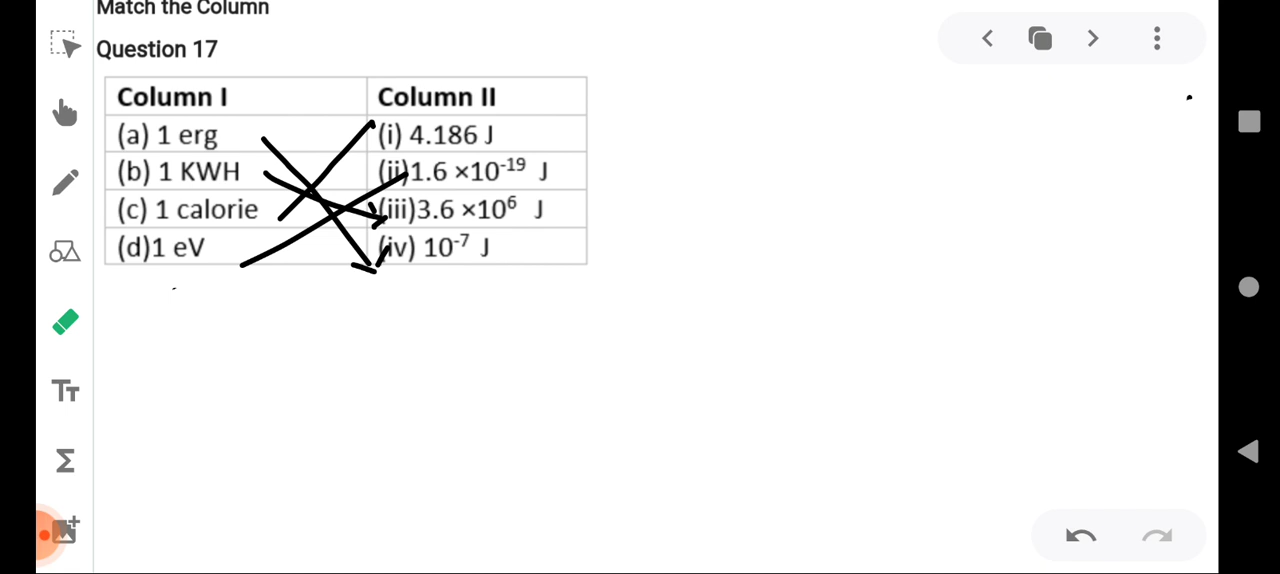 Match the Column
Question 17
Column I Column II
(a) 1 erg (i) 4.186 J
(b) 1 KWH (ii)1.6 ×10⁻¹⁹ J
(c) 1 calorie (iii)3.6 ×10⁶ J
(d)1 eV (iv) 10⁻⁷ J
Tт
Σ